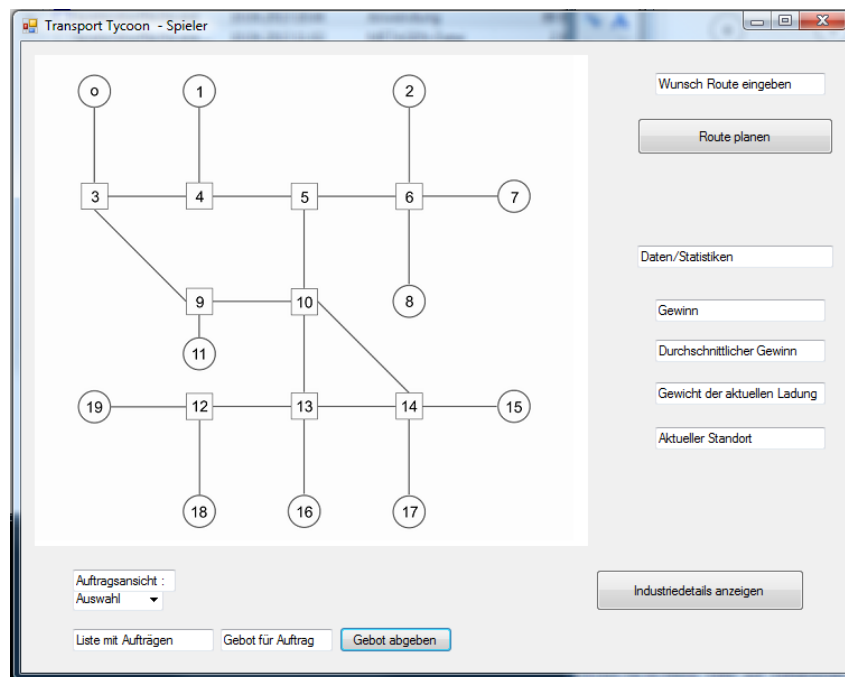 Transport Tycoon - Spieler
o 1 2
Wunsch Route eingeben
Route planen
3 4 5 6 7
Daten/Statistiken
9 10 8
Gewinn
11
Durchschnittlicher Gewinn
Gewicht der aktuellen Ladung
19 12 13 14 15
Aktueller Standort
18 16 17
Auftragsansicht :
Auswahl
Industriedetails anzeigen
Liste mit Aufträgen Gebot für Auftrag Gebot abgeben